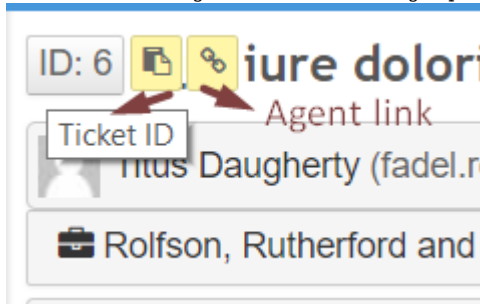 ID: 6 iure dolori
Agent link
Ticket ID
Titus Daugherty (fadel.r
Rolfson, Rutherford and